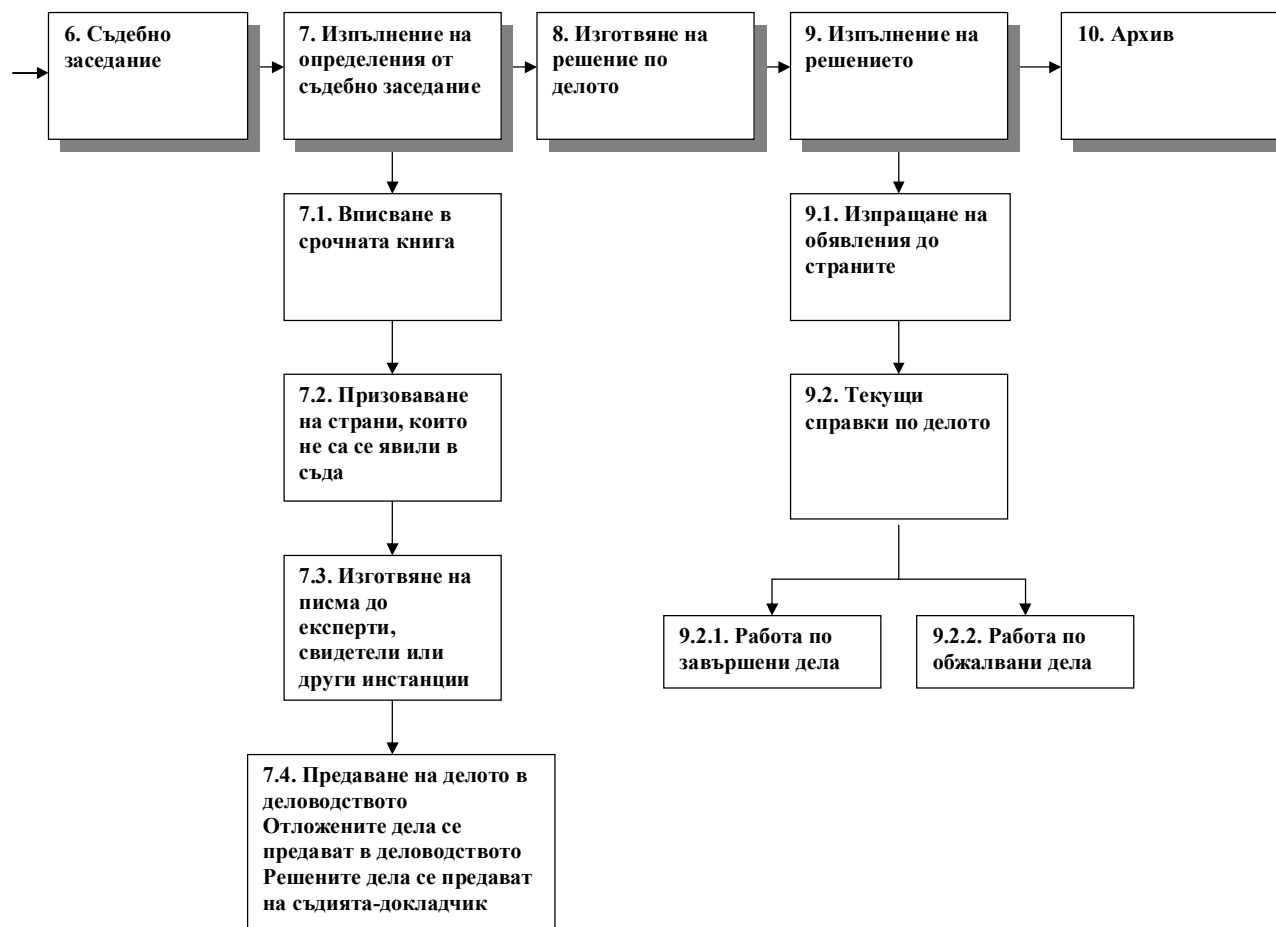 6. Съдебно
заседание
7. Изпълнение на
определения от
съдебно заседание
8. Изготвяне на
решение по
делото
9. Изпълнение на
решението
10. Архив
7.1. Вписване в
срочната книга
9.1. Изпращане на
обявления до
страните
7.2. Призоваване
на страни, които
не са се явили в
съда
9.2. Текущи
справки по делото
7.3. Изготвяне на
писма до
експерти,
свидетели или
други инстанции
9.2.1. Работа по
завършени дела
9.2.2. Работа по
обжалвани дела
7.4. Предаване на делото в
деловодството
Отложените дела се
предават в деловодството
Решените дела се предават
на съдията-докладчик